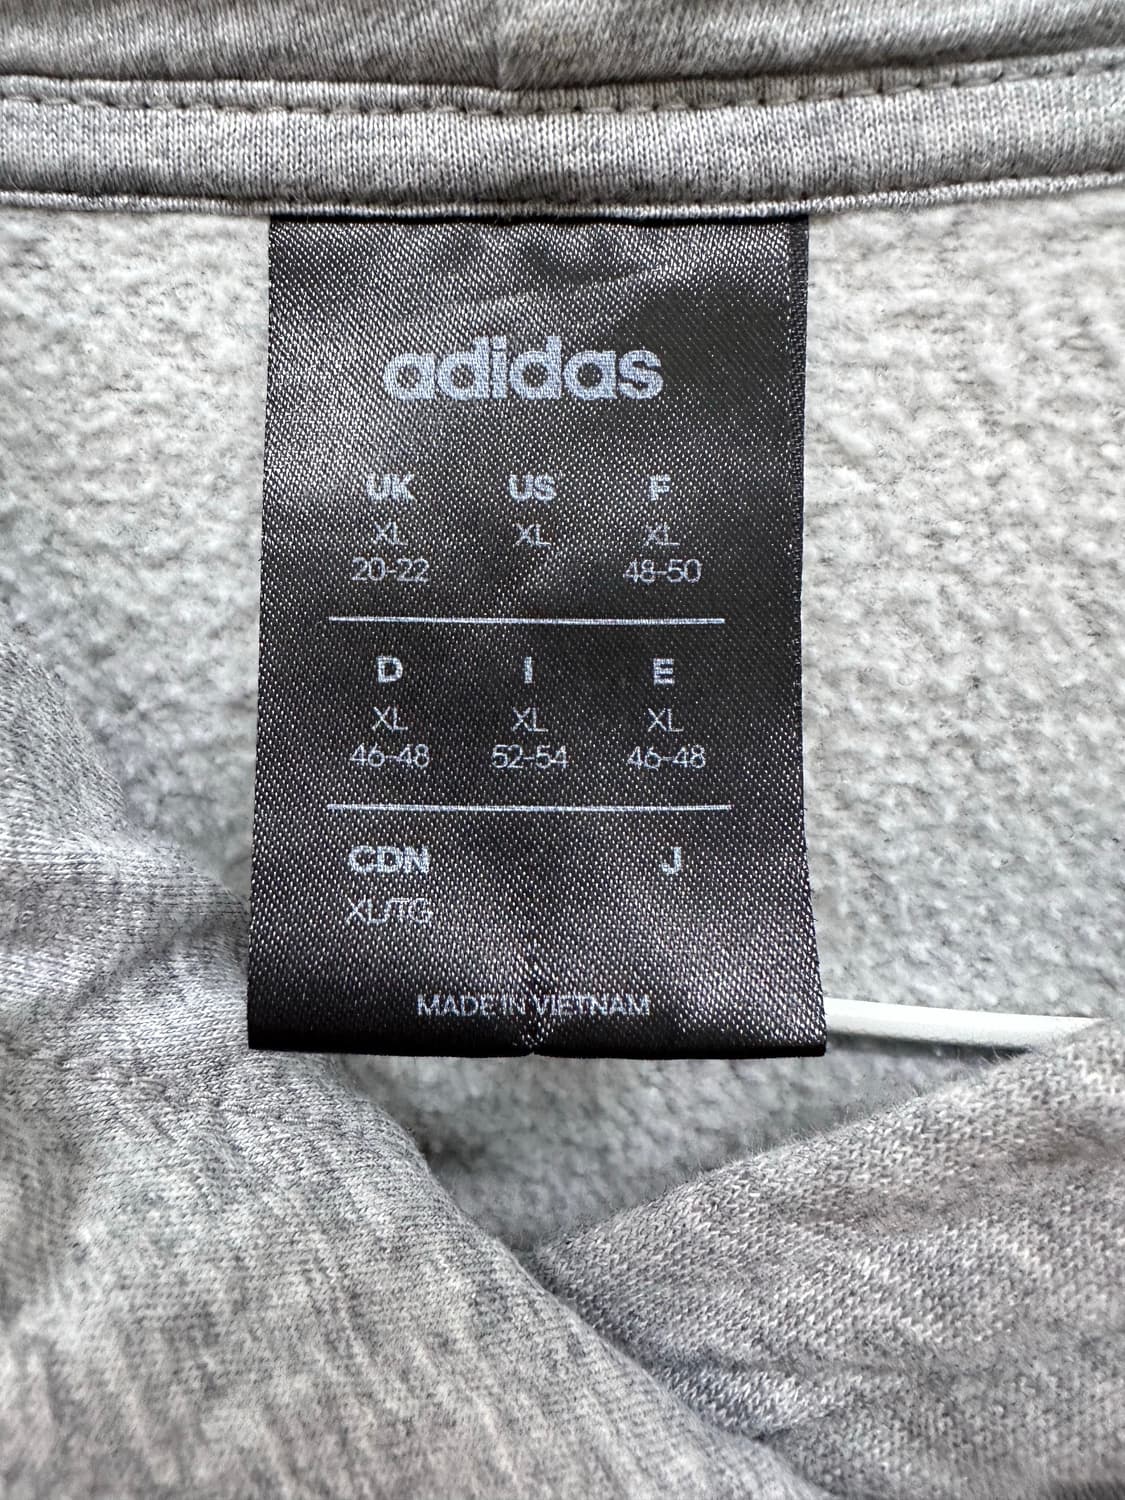 adidas
UK US F
XL XL XL
20-22 48-50
D I E
XL XL XL
46-48 52-54 46-48
CDN J
XL/TG
MADE IN VIETNAM